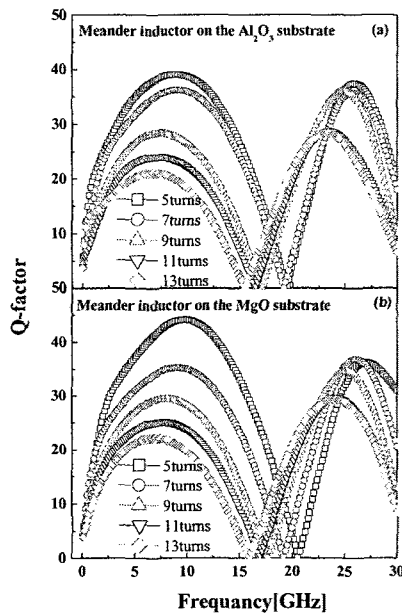 Meander inductor on the Al₂O₃ substrate (a)
50
40
30
20
10
5turns
7turns
9turns
11turns
13turns
50
Meander inductor on the MgO substrate (b)
40
30
20
10
0
5turns
7turns
9turns
11turns
13turns
0 5 10 15 20 25 30
Q-factor
Frequancy[GHz]